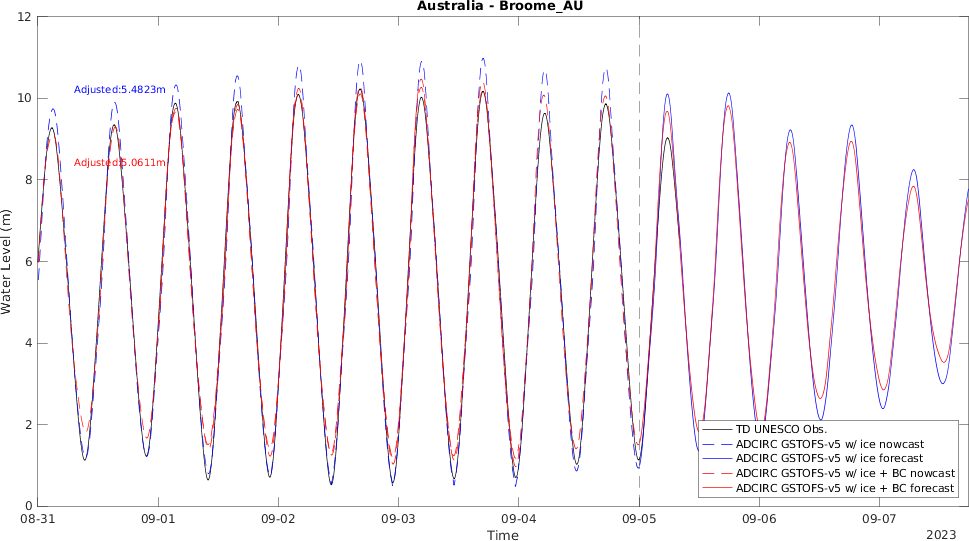 Australia - Broome_AU
12
10
8
6
4
2
0
Water Level (m)
Adjusted:5.4823m
Adjusted:5.0611m
TD UNESCO Obs.
ADCIRC GSTOFS-v5 w/ ice nowcast
ADCIRC GSTOFS-v5 w/ ice forecast
ADCIRC GSTOFS-v5 w/ ice + BC nowcast
ADCIRC GSTOFS-v5 w/ ice + BC forecast
08-31 09-01 09-02 09-03 09-04 09-05 09-06 09-07
Time
2023